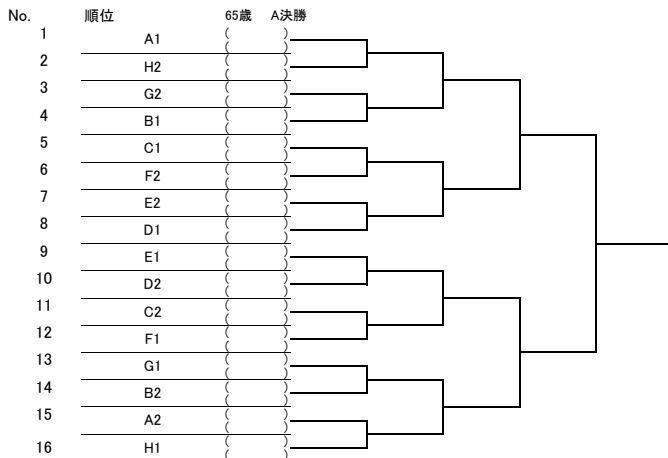 No. 順位 65歳 A決勝
1 A1 ( )
( )
2 H2 ( )
( )
3 G2 ( )
( )
4 B1 ( )
( )
5 C1 ( )
( )
6 F2 ( )
( )
7 E2 ( )
( )
8 D1 ( )
( )
9 E1 ( )
( )
10 D2 ( )
( )
11 C2 ( )
( )
12 F1 ( )
( )
13 G1 ( )
( )
14 B2 ( )
( )
15 A2 ( )
( )
16 H1 ( )
( )